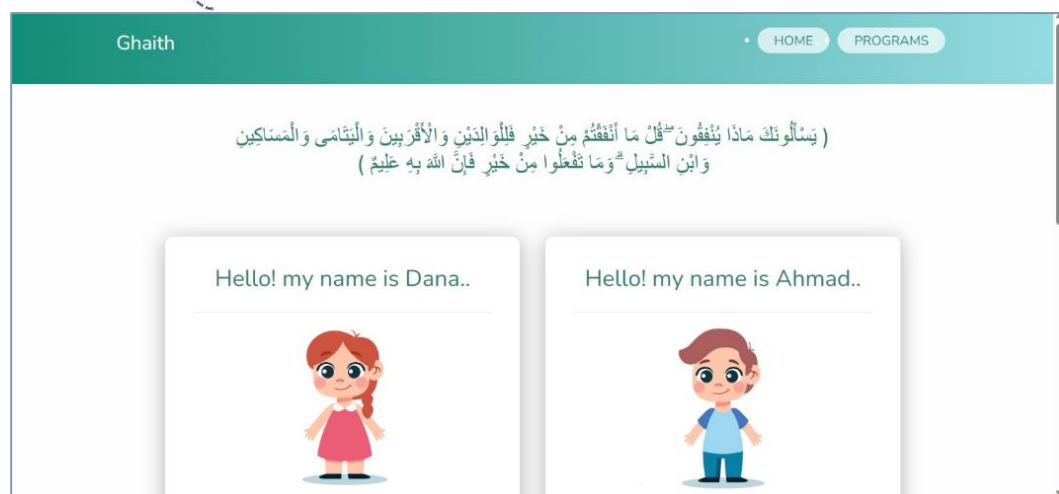 Ghaith
HOME
PROGRAMS
( يَسْأَلُونَكَ مَاذَا يُنْفِقُونَ ۖ قُلْ مَا أَنْفَقْتُمْ مِنْ خَيْرٍ فَلِلْوَالِدَيْنِ وَالْأَقْرَبِينَ وَالْيَتَامَى وَالْمَسَاكِينِ
وَابْنِ السَّبِيلِ ۗ وَمَا تَفْعَلُوا مِنْ خَيْرٍ فَإِنَّ اللَّهَ بِهِ عَلِيمٌ )
Hello! my name is Dana..
Hello! my name is Ahmad..